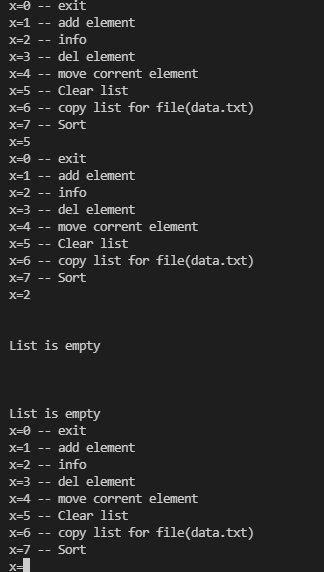 x=0 -- exit
x=1 -- add element
x=2 -- info
x=3 -- del element
x=4 -- move corrent element
x=5 -- Clear list
x=6 -- copy list for file(data.txt)
x=7 -- Sort
x=5
x=0 -- exit
x=1 -- add element
x=2 -- info
x=3 -- del element
x=4 -- move corrent element
x=5 -- Clear list
x=6 -- copy list for file(data.txt)
x=7 -- Sort
x=2
List is empty
List is empty
x=0 -- exit
x=1 -- add element
x=2 -- info
x=3 -- del element
x=4 -- move corrent element
x=5 -- Clear list
x=6 -- copy list for file(data.txt)
x=7 -- Sort
x=